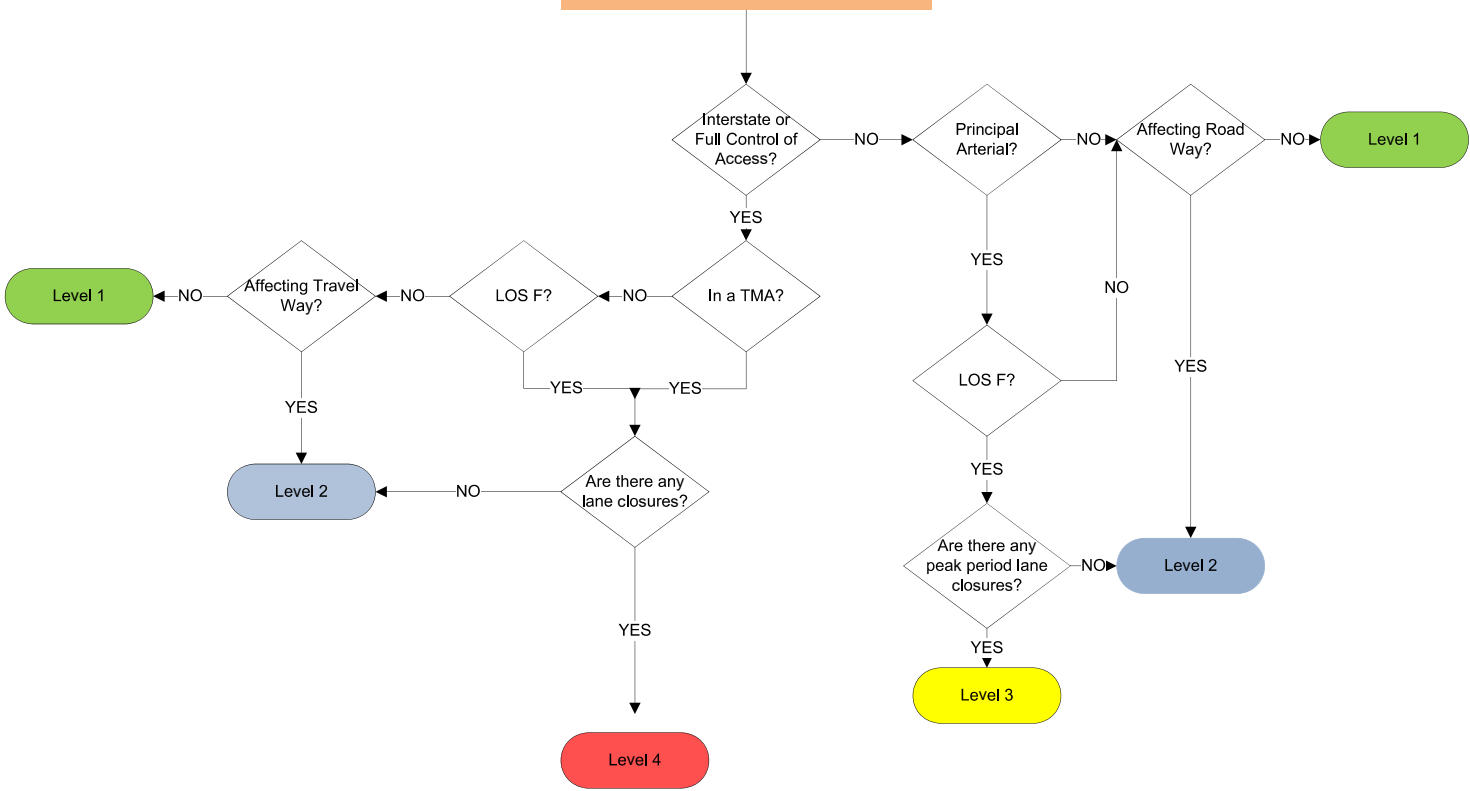 Interstate or
Full Control of
Access?
NO
Principal
Arterial?
NO
Affecting Road
Way?
NO
Level 1
YES
YES
Level 1
NO
Affecting Travel
Way?
NO
LOS F?
NO
In a TMA?
NO
YES
LOS F?
YES
YES
YES
YES
Level 2
NO
Are there any
lane closures?
Are there any
peak period lane
closures?
NO
Level 2
YES
YES
Level 3
Level 4